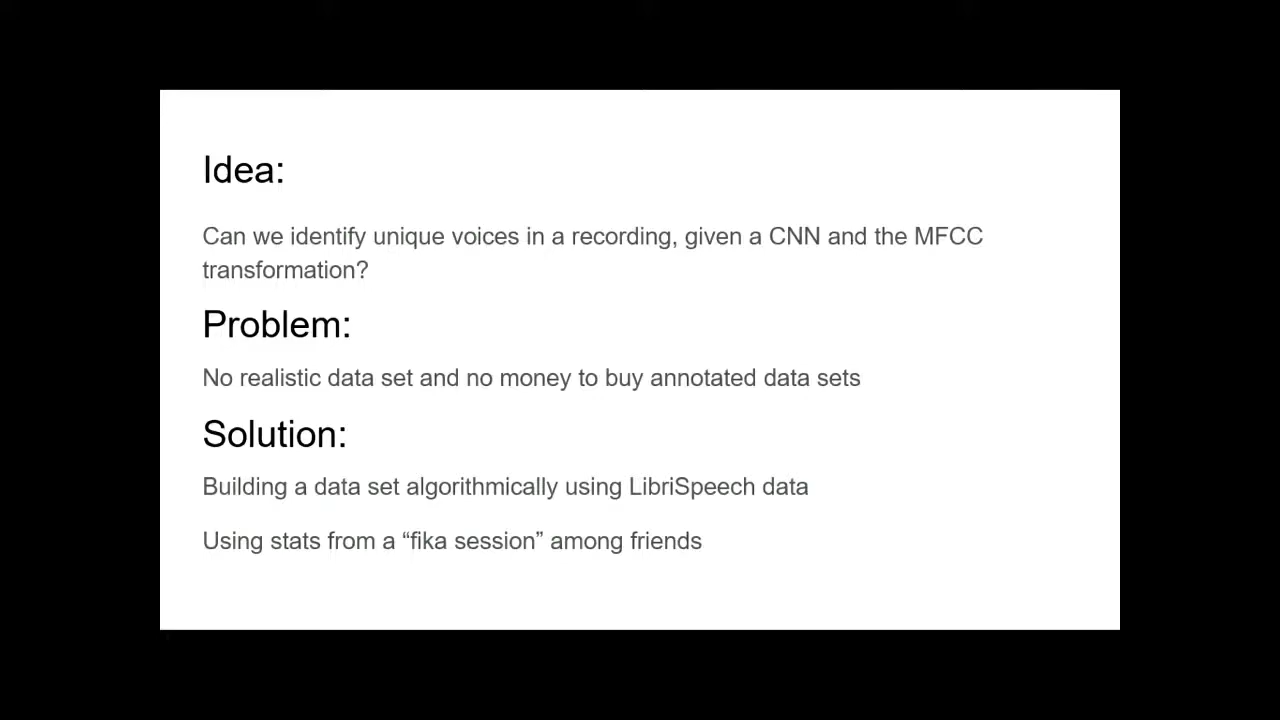 Idea:
Can we identify unique voices in a recording, given a CNN and the MFCC
transformation?
Problem:
No realistic data set and no money to buy annotated data sets
Solution:
Building a data set algorithmically using LibriSpeech data
Using stats from a “fika session” among friends